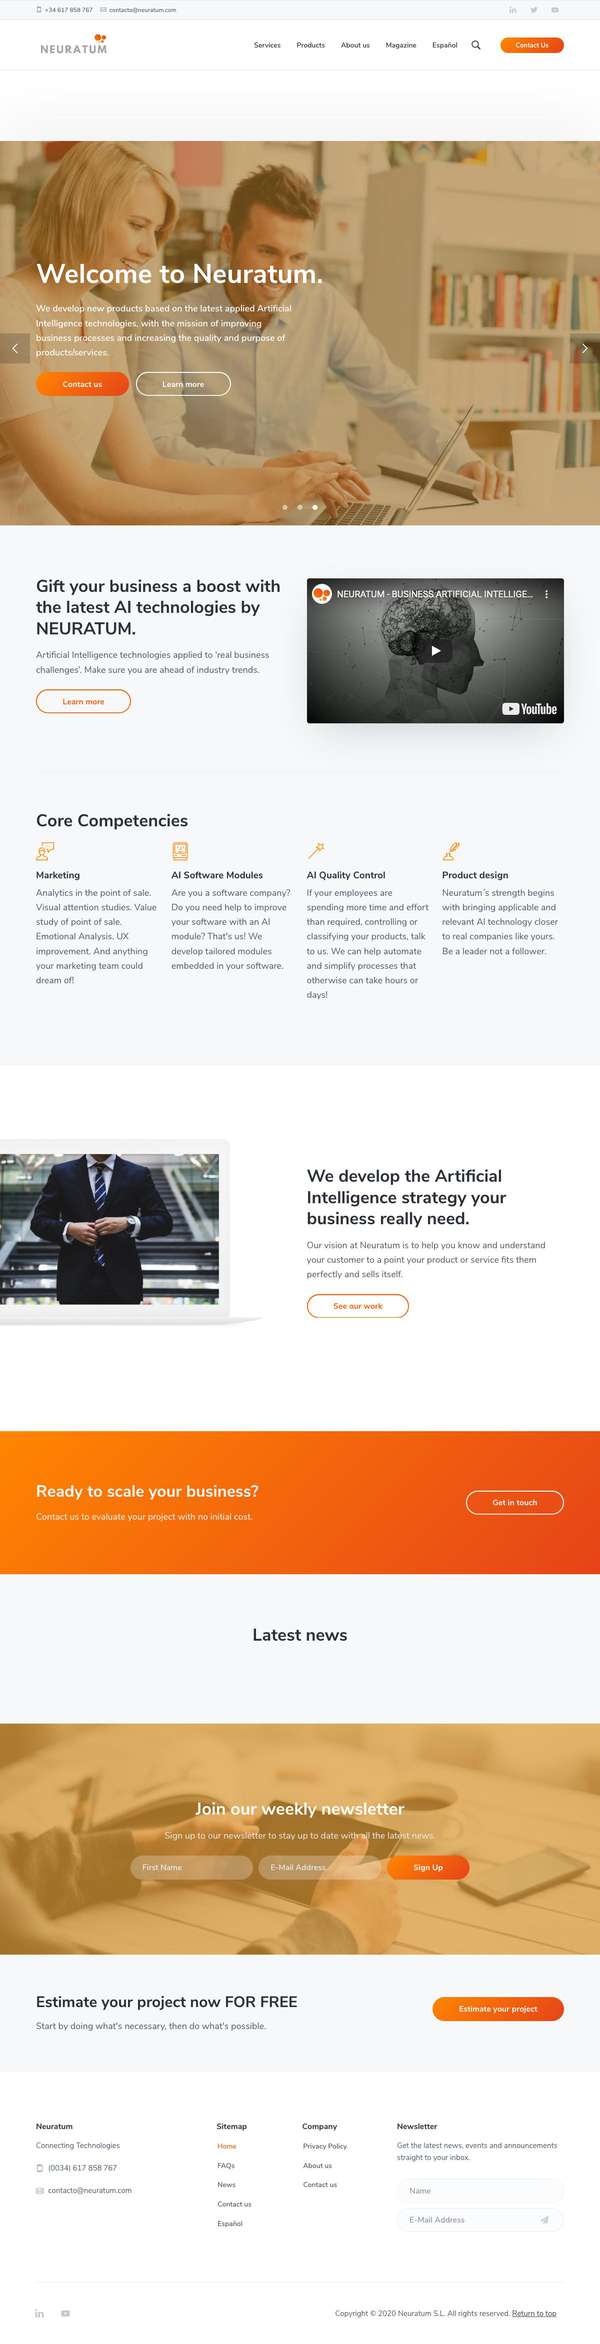 +34 617 858 767 contacto@neuratum.com
NEURATUM
Services Products About us Magazine Español Contact Us
Welcome to Neuratum.
We develop new products based on the latest applied Artificial
Intelligence technologies, with the mission of improving
business processes and increasing the quality and purpose of
products/services.
Contact us Learn more
Gift your business a boost with
the latest AI technologies by
NEURATUM.
Artificial Intelligence technologies applied to 'real business
challenges'. Make sure you are ahead of industry trends.
Learn more
NEURATUM - BUSINESS ARTIFICIAL INTELLIGE...
YouTube
Core Competencies
Marketing
Analytics in the point of sale.
Visual attention studies. Value
study of point of sale.
Emotional Analysis. UX
improvement. And anything
your marketing team could
dream of!
AI Software Modules
Are you a software company?
Do you need help to improve
your software with an AI
module? That's us! We
develop tailored modules
embedded in your software.
AI Quality Control
If your employees are
spending more time and effort
than required, controlling or
classifying your products, talk
to us. We can help automate
and simplify processes that
otherwise can take hours or
days!
Product design
Neuratum´s strength begins
with bringing applicable and
relevant AI technology closer
to real companies like yours.
Be a leader not a follower.
We develop the Artificial
Intelligence strategy your
business really need.
Our vision at Neuratum is to help you know and understand
your customer to a point your product or service fits them
perfectly and sells itself.
See our work
Ready to scale your business?
Contact us to evaluate your project with no initial cost.
Get in touch
Latest news
Join our weekly newsletter
Sign up to our newsletter to stay up to date with all the latest news.
First Name E-Mail Address Sign Up
Estimate your project now FOR FREE
Start by doing what's necessary, then do what's possible.
Estimate your project
Neuratum
Connecting Technologies
(0034) 617 858 767
contacto@neuratum.com
Sitemap
Home
FAQs
News
Contact us
Español
Company
Privacy Policy
About us
Contact us
Newsletter
Get the latest news, events and announcements
straight to your inbox.
Name
E-Mail Address
Copyright © 2020 Neuratum S.L. All rights reserved. Return to top